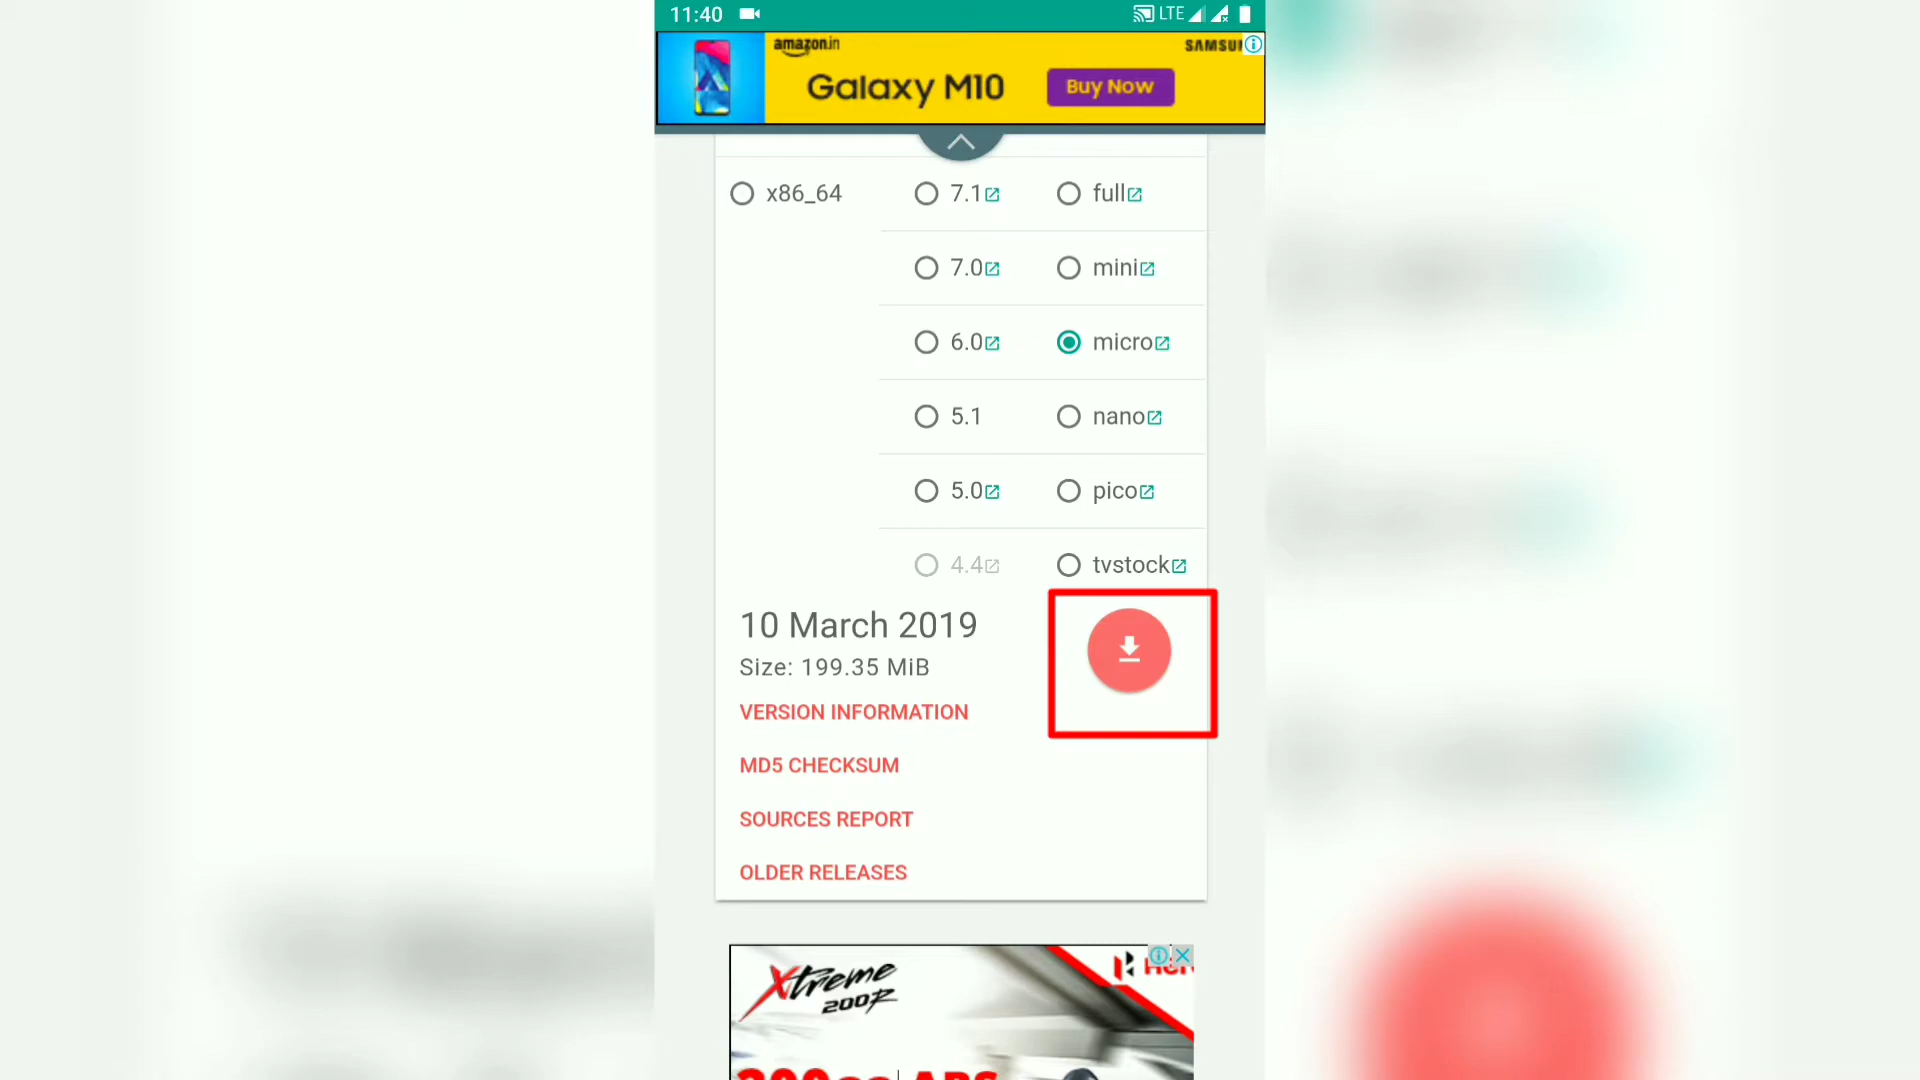 11:40 LTE
amazon.in
Galaxy M10
Buy Now
x86_64 7.1 full
7.0 mini
6.0 micro
5.1 nano
5.0 pico
4.4 tvstock
10 March 2019
Size: 199.35 MiB
VERSION INFORMATION
MD5 CHECKSUM
SOURCES REPORT
OLDER RELEASES
Xtreme
200R